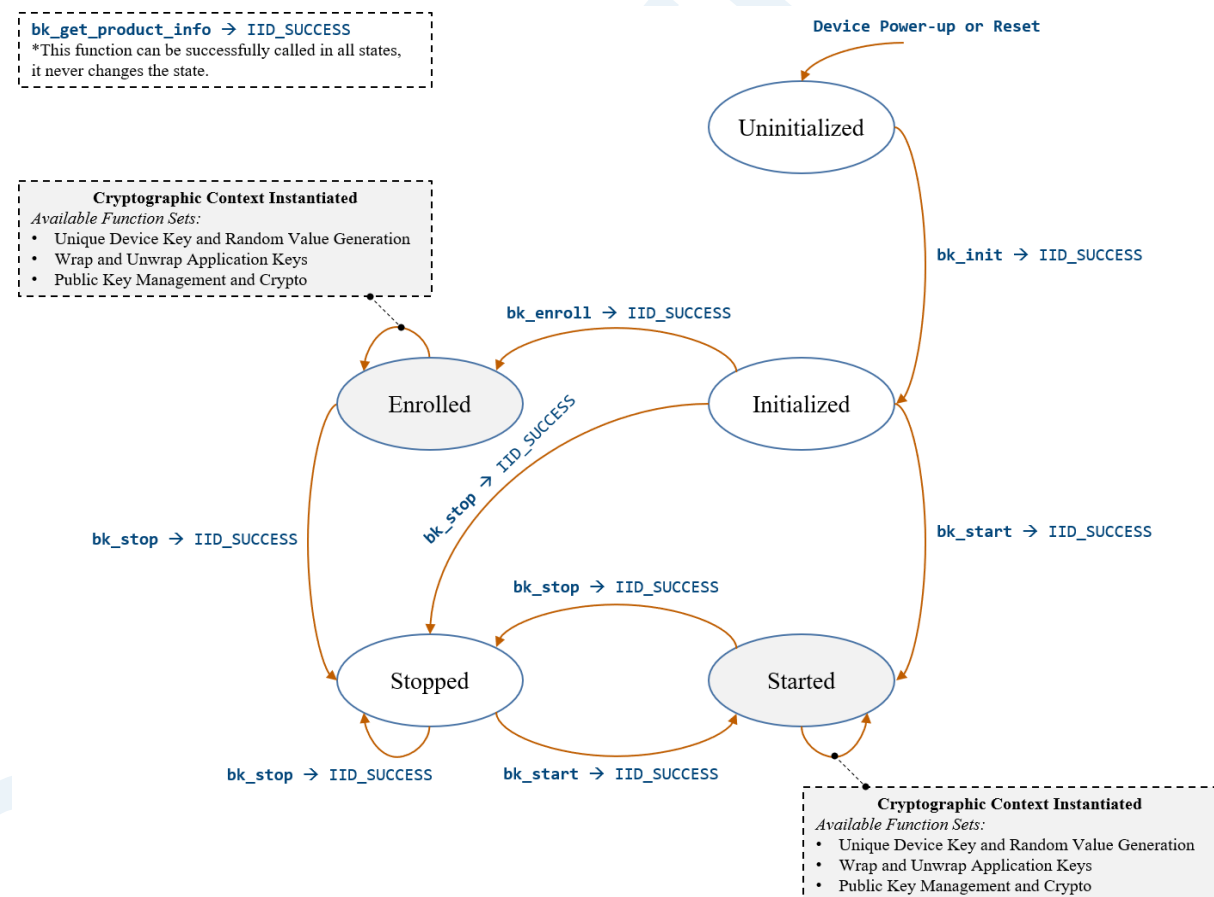 bk_get_product_info → IID_SUCCESS
*This function can be successfully called in all states,
it never changes the state.
Device Power-up or Reset
Uninitialized
Cryptographic Context Instantiated
Available Function Sets:
• Unique Device Key and Random Value Generation
• Wrap and Unwrap Application Keys
• Public Key Management and Crypto
bk_init → IID_SUCCESS
bk_enroll → IID_SUCCESS
Enrolled
Initialized
bk_stop → IID_SUCCESS
bk_stop → IID_SUCCESS
bk_start → IID_SUCCESS
bk_stop → IID_SUCCESS
Stopped
Started
bk_stop → IID_SUCCESS
bk_start → IID_SUCCESS
Cryptographic Context Instantiated
Available Function Sets:
• Unique Device Key and Random Value Generation
• Wrap and Unwrap Application Keys
• Public Key Management and Crypto